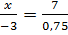 x/-3 = 7/0,75